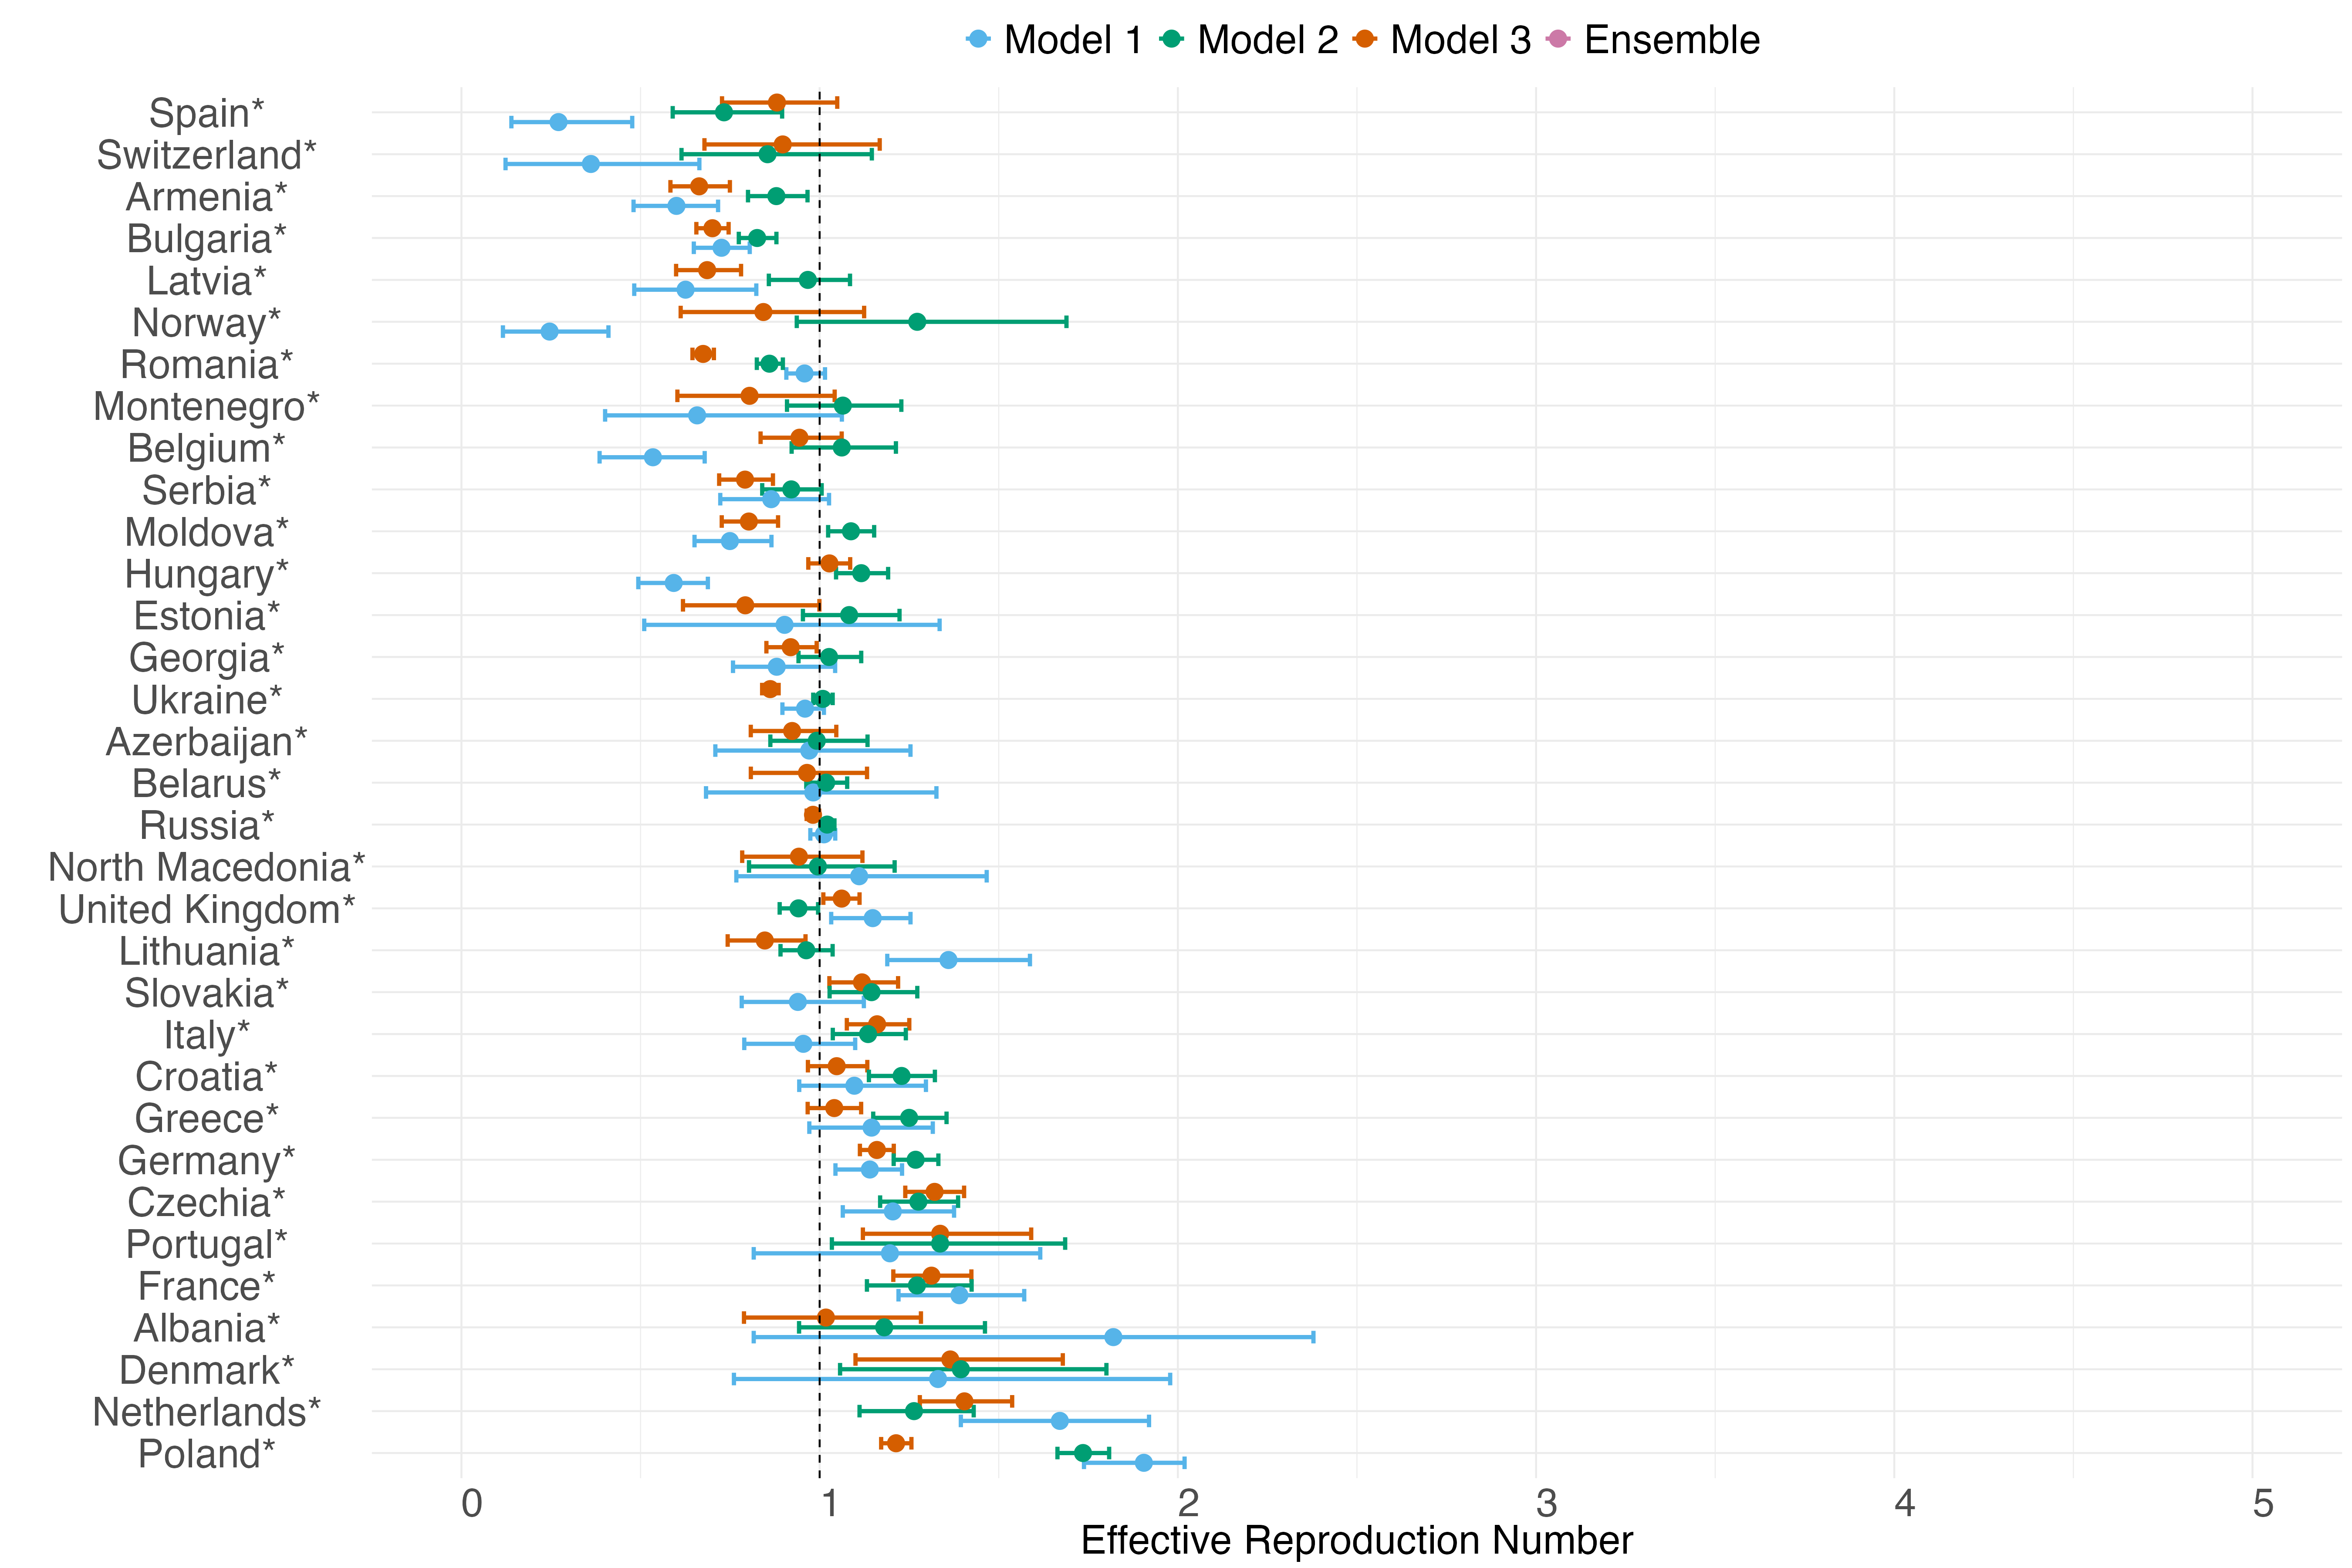 Model 1 Model 2 Model 3 Ensemble
Spain*
Switzerland*
Armenia*
Bulgaria*
Latvia*
Norway*
Romania*
Montenegro*
Belgium*
Serbia*
Moldova*
Hungary*
Estonia*
Georgia*
Ukraine*
Azerbaijan*
Belarus*
Russia*
North Macedonia*
United Kingdom*
Lithuania*
Slovakia*
Italy*
Croatia*
Greece*
Germany*
Czechia*
Portugal*
France*
Albania*
Denmark*
Netherlands*
Poland*
0 1 2 3 4 5
Effective Reproduction Number